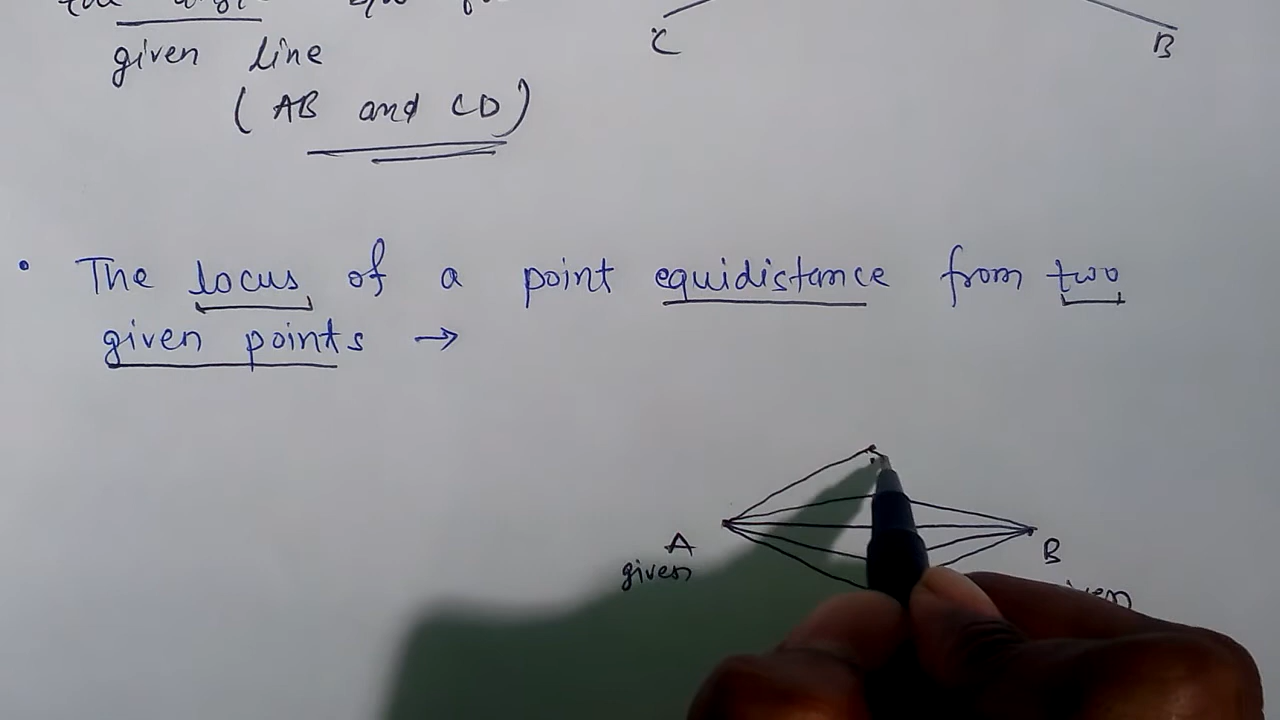 given line
C
B
(AB and CD)
• The locus of a point equidistance from two
given points →
A
given
B